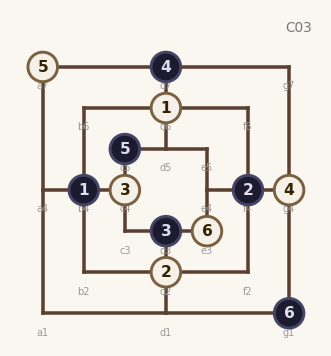 C03
5 4
a7 d7 g7
1
b6 d6 f6
5
c5 d5 e5
1 3 2 4
a4 b4 c4 e4 f4 g4
3 6
c3 d3 e3
2
b2 d2 f2
6
a1 d1 g1